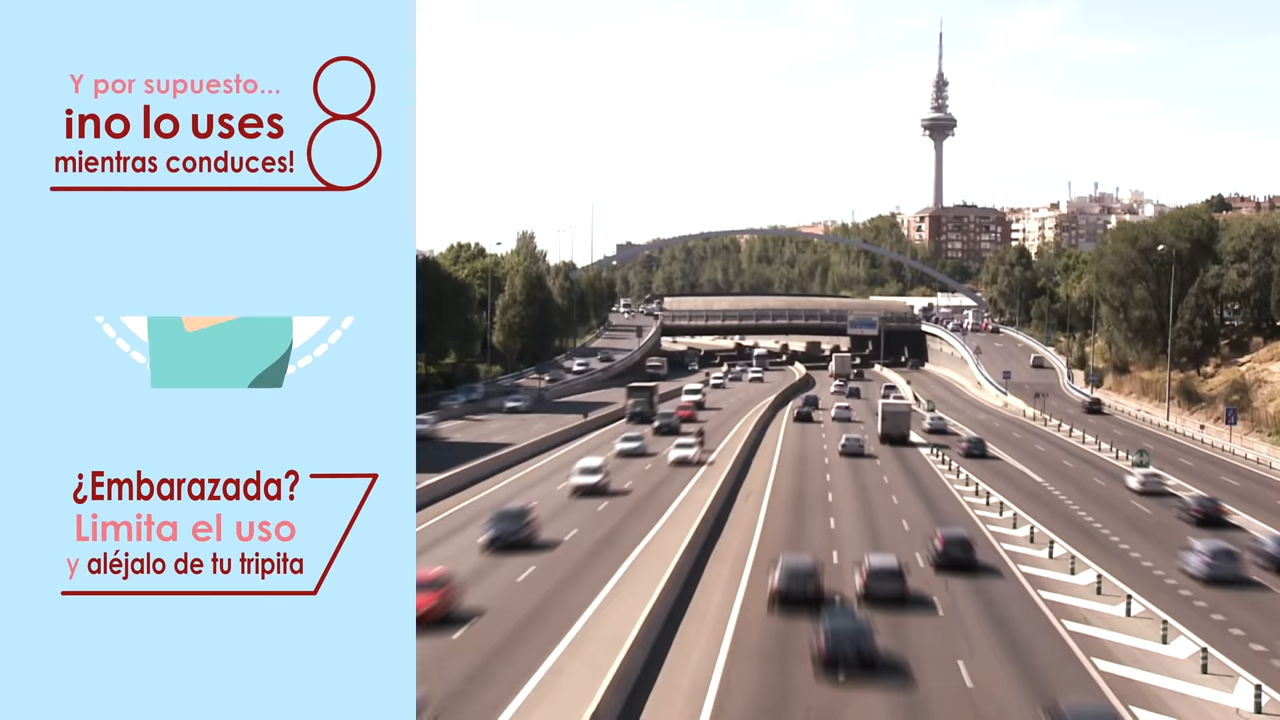 Y por supuesto...
¡no lo uses
mientras conduces!
8
¿Embarazada?
Limita el uso
y aléjalo de tu tripita
7